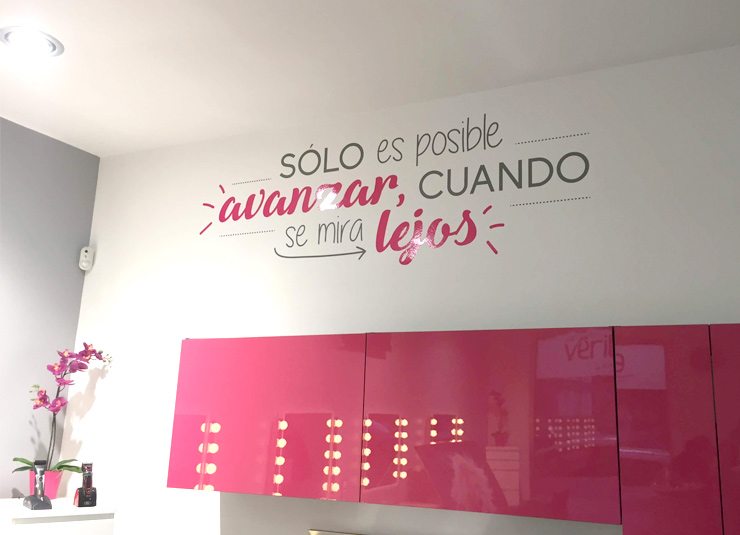 SÓLO es posible
avanzar, CUANDO
se mira lejos